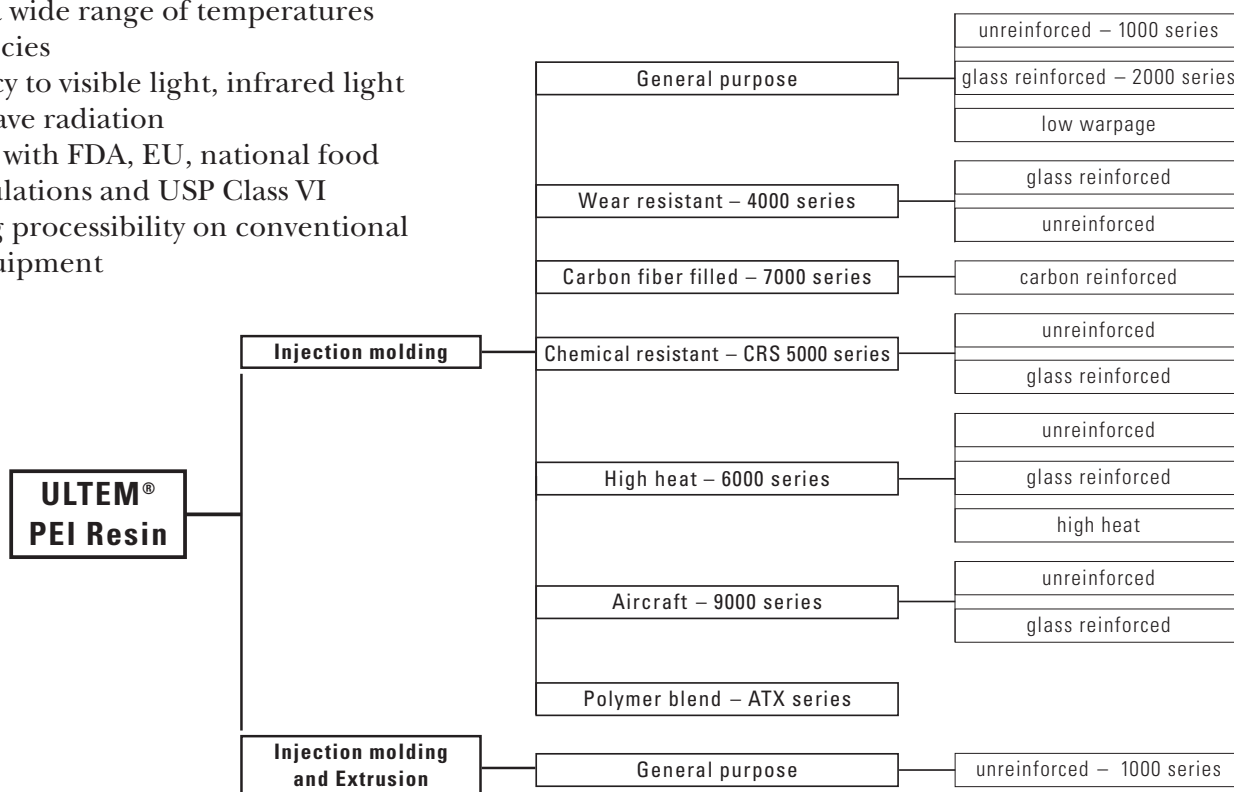 wide range of temperatures
cies
cy to visible light, infrared light
ave radiation
with FDA, EU, national food
ulations and USP Class VI
g processibility on conventional
uipment
ULTEM®
PEI Resin
Injection molding
General purpose
unreinforced – 1000 series
glass reinforced – 2000 series
low warpage
Wear resistant – 4000 series
glass reinforced
unreinforced
Carbon fiber filled – 7000 series
carbon reinforced
Chemical resistant – CRS 5000 series
unreinforced
glass reinforced
High heat – 6000 series
unreinforced
glass reinforced
high heat
Aircraft – 9000 series
unreinforced
glass reinforced
Polymer blend – ATX series
Injection molding
and Extrusion
General purpose
unreinforced – 1000 series